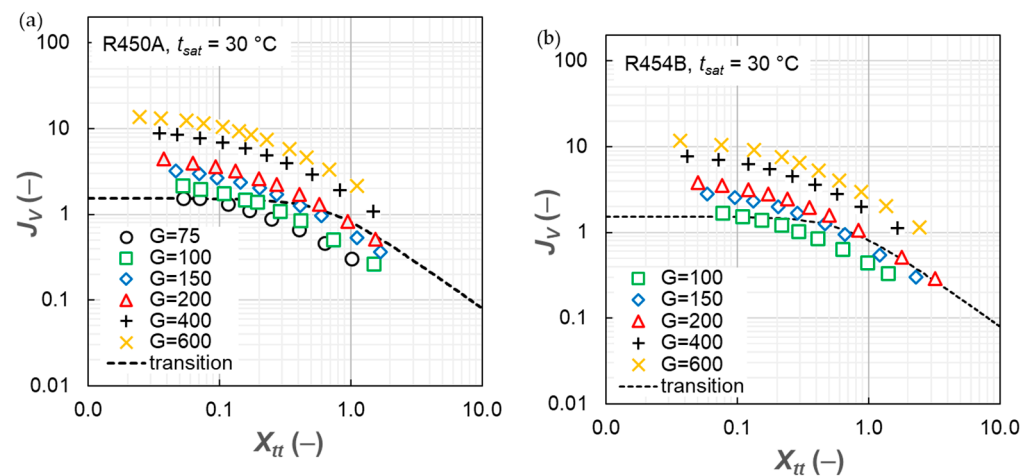 (a)
R450A, tsat = 30 °C
100
10
1
0.1
0.01
JV (–)
G=75
G=100
G=150
G=200
G=400
G=600
transition
0.0
0.1
1.0
10.0
Xtt (–)
(b)
R454B, tsat = 30 °C
100
10
1
0.1
0.01
JV (–)
G=100
G=150
G=200
G=400
G=600
transition
0.0
0.1
1.0
10.0
Xtt (–)